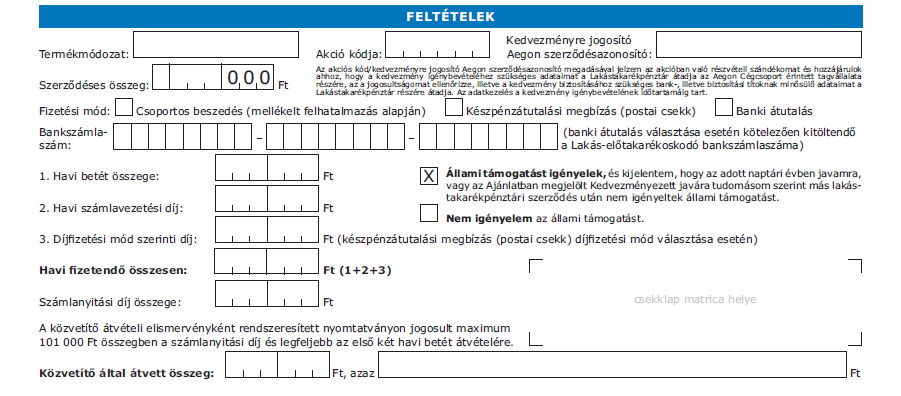 FELTÉTELEK
Termékmódozat:
Akció kódja:
Kedvezményre jogosító
Aegon szerződésazonosító:
Szerződéses összeg: 000 Ft
Az akciós kód/kedvezményre jogosító Aegon szerződésazonosító megadásával jelzem az akcióban való részvételi szándékomat és hozzájárulok
ahhoz, hogy a kedvezmény igénybevételéhez szükséges adataimat a Lakástakarékpénztár átadja az Aegon Cégcsoport érintett tagvállalata
részére, az a jogosultságomat ellenőrizze, illetve a kedvezmény biztosításához szükséges bank-, illetve biztosítási titoknak minősülő adataimat a
Lakástakarékpénztár részére átadja. Az adatkezelés a kedvezmény igénybevételének időtartamáig tart.
Fizetési mód: Csoportos beszedés (mellékelt felhatalmazás alapján) Készpénzátutalási megbízás (postai csekk) Banki átutalás
Bankszámla-
szám:
– –
(banki átutalás választása esetén kötelezően kitöltendő
a Lakás-előtakarékoskodó bankszámlaszáma)
1. Havi betét összege: Ft
X Állami támogatást igényelek, és kijelentem, hogy az adott naptári évben javamra,
vagy az Ajánlatban megjelölt Kedvezményezett javára tudomásom szerint más lakás-
takarékpénztári szerződés után nem igényeltek állami támogatást.
2. Havi számlavezetési díj: Ft
Nem igényelem az állami támogatást.
3. Díjfizetési mód szerinti díj: Ft (készpénzátutalási megbízás (postai csekk) díjfizetési mód választása esetén)
Havi fizetendő összesen: Ft (1+2+3)
Számlanyitási díj összege: Ft
csekklap matrica helye
A közvetítő átvételi elismervényként rendszeresített nyomtatványon jogosult maximum
101 000 Ft összegben a számlanyitási díj és legfeljebb az első két havi betét átvételére.
Közvetítő által átvett összeg: Ft, azaz Ft